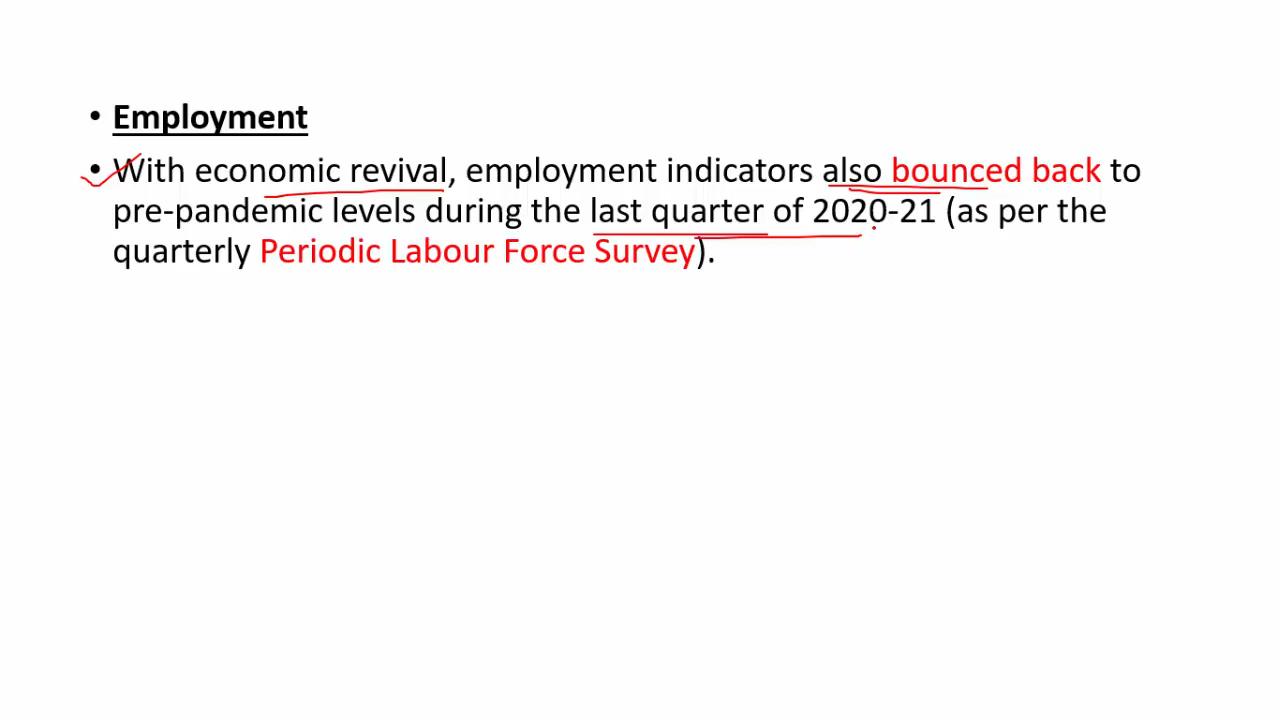 • Employment
• With economic revival, employment indicators also bounced back to
pre-pandemic levels during the last quarter of 2020-21 (as per the
quarterly Periodic Labour Force Survey).